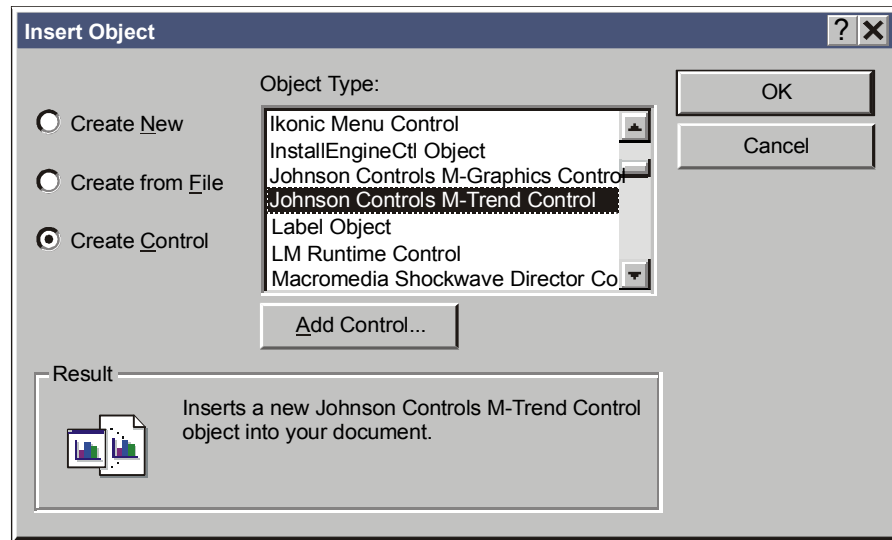 Insert Object
?
Object Type:
Create New
Create from File
Create Control
Ikonic Menu Control
InstallEngineCtl Object
Johnson Controls M-Graphics Control
Johnson Controls M-Trend Control
Label Object
LM Runtime Control
Macromedia Shockwave Director Co
Add Control...
OK
Cancel
Result
Inserts a new Johnson Controls M-Trend Control
object into your document.